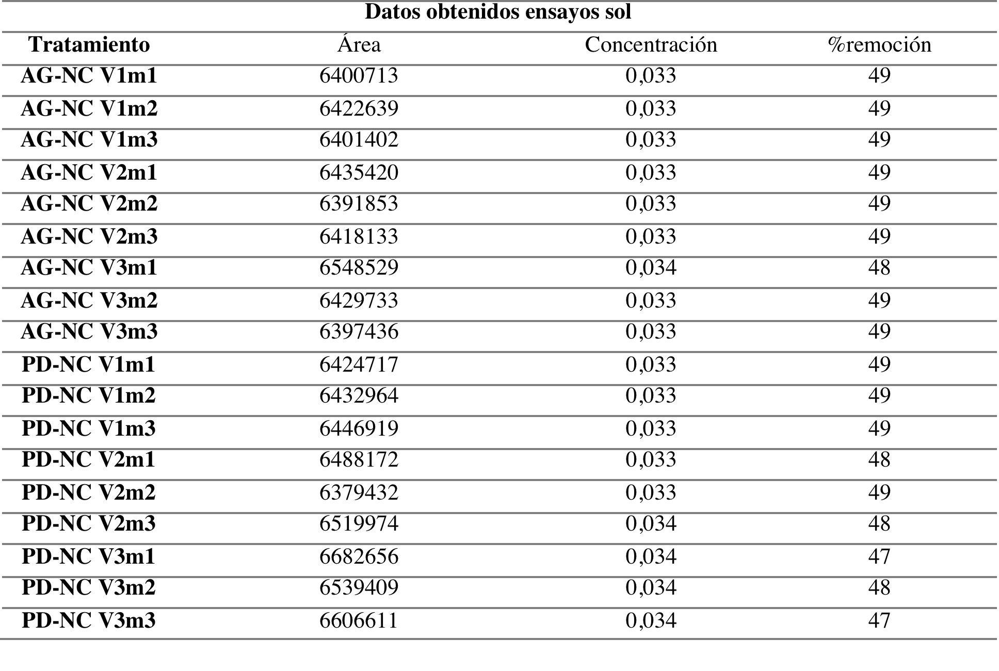 Datos obtenidos ensayos sol
Tratamiento Área Concentración %remoción
AG-NC V1m1 6400713 0,033 49
AG-NC V1m2 6422639 0,033 49
AG-NC V1m3 6401402 0,033 49
AG-NC V2m1 6435420 0,033 49
AG-NC V2m2 6391853 0,033 49
AG-NC V2m3 6418133 0,033 49
AG-NC V3m1 6548529 0,034 48
AG-NC V3m2 6429733 0,033 49
AG-NC V3m3 6397436 0,033 49
PD-NC V1m1 6424717 0,033 49
PD-NC V1m2 6432964 0,033 49
PD-NC V1m3 6446919 0,033 49
PD-NC V2m1 6488172 0,033 48
PD-NC V2m2 6379432 0,033 49
PD-NC V2m3 6519974 0,034 48
PD-NC V3m1 6682656 0,034 47
PD-NC V3m2 6539409 0,034 48
PD-NC V3m3 6606611 0,034 47